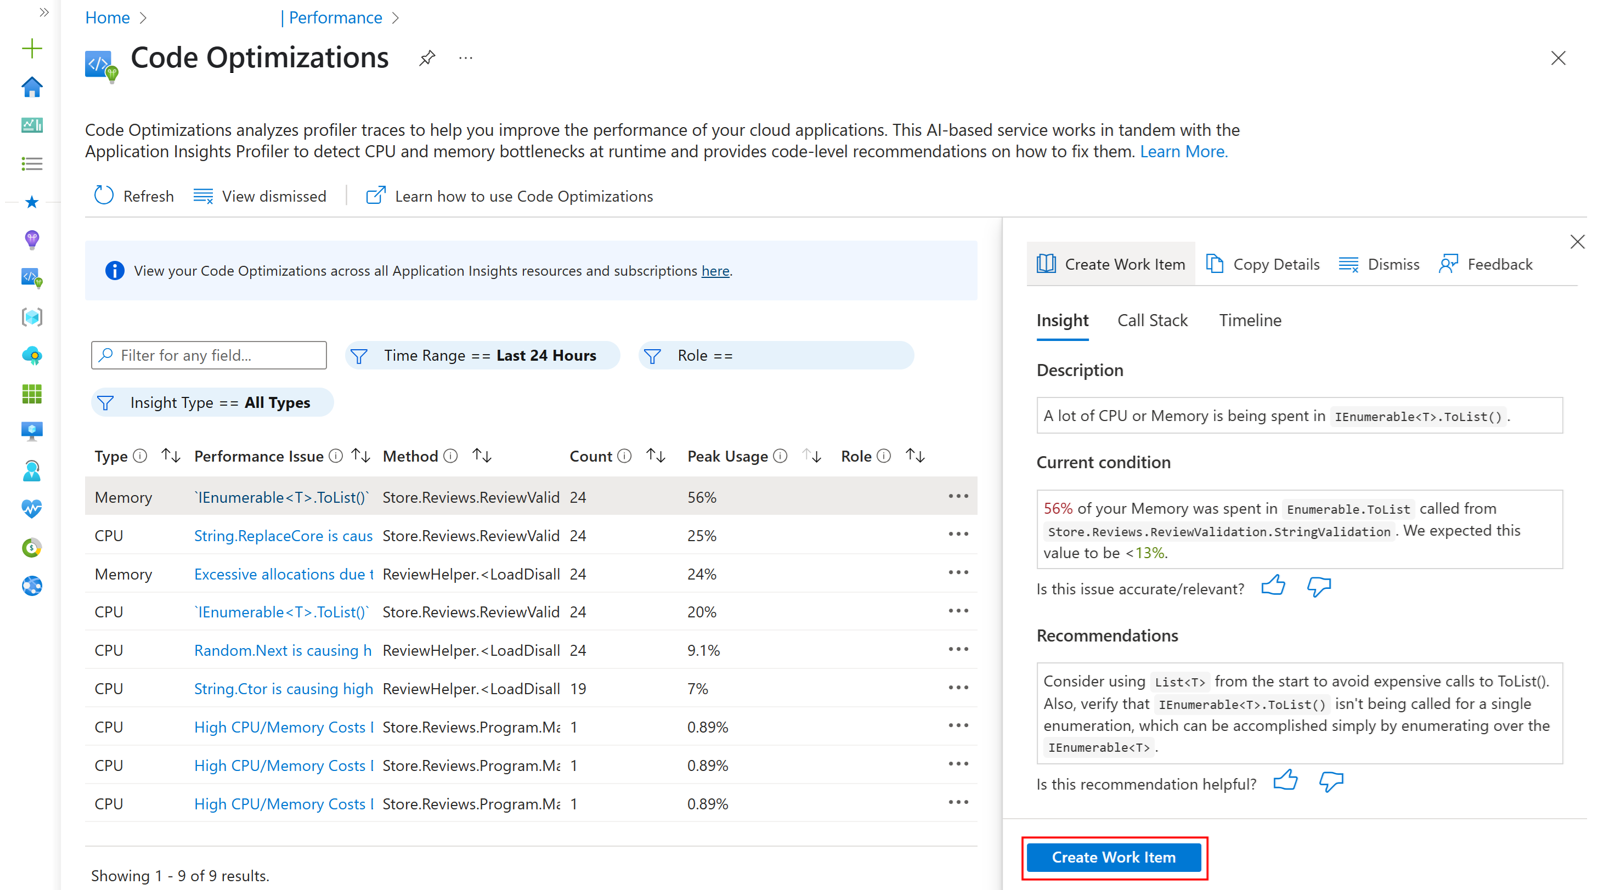 Home
| Performance
Code Optimizations
Code Optimizations analyzes profiler traces to help you improve the performance of your cloud applications. This AI-based service works in tandem with the
Application Insights Profiler to detect CPU and memory bottlenecks at runtime and provides code-level recommendations on how to fix them. Learn More.
Refresh View dismissed Learn how to use Code Optimizations
View your Code Optimizations across all Application Insights resources and subscriptions here.
Filter for any field... Time Range == Last 24 Hours Role ==
Insight Type == All Types
Type Performance Issue Method Count Peak Usage Role
Memory `IEnumerable<T>.ToList()` Store.Reviews.ReviewValid 24 56%
CPU String.ReplaceCore is caus Store.Reviews.ReviewValid 24 25%
Memory Excessive allocations due t ReviewHelper.<LoadDisall 24 24%
CPU `IEnumerable<T>.ToList()` Store.Reviews.ReviewValid 24 20%
CPU Random.Next is causing h ReviewHelper.<LoadDisall 24 9.1%
CPU String.Ctor is causing high ReviewHelper.<LoadDisall 19 7%
CPU High CPU/Memory Costs Store.Reviews.Program.Ma 1 0.89%
CPU High CPU/Memory Costs Store.Reviews.Program.Ma 1 0.89%
CPU High CPU/Memory Costs Store.Reviews.Program.Ma 1 0.89%
Showing 1 - 9 of 9 results.
Create Work Item Copy Details Dismiss Feedback
Insight Call Stack Timeline
Description
A lot of CPU or Memory is being spent in IEnumerable<T>.ToList().
Current condition
56% of your Memory was spent in Enumerable.ToList called from
Store.Reviews.ReviewValidation.StringValidation. We expected this
value to be <13%.
Is this issue accurate/relevant?
Recommendations
Consider using List<T> from the start to avoid expensive calls to ToList().
Also, verify that IEnumerable<T>.ToList() isn't being called for a single
enumeration, which can be accomplished simply by enumerating over the
IEnumerable<T>.
Is this recommendation helpful?
Create Work Item